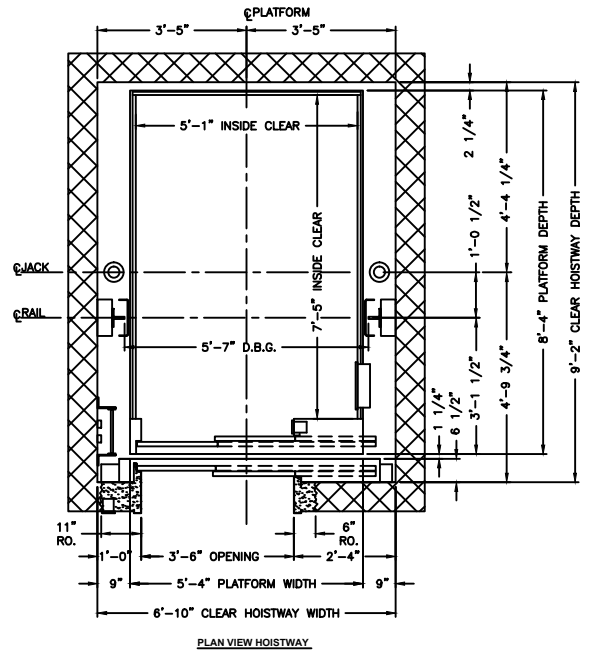 ℄PLATFORM
3'-5" 3'-5"
5'-1" INSIDE CLEAR
2 1/4"
4'-4 1/4"
1'-0 1/2"
7'-5" INSIDE CLEAR
8'-4" PLATFORM DEPTH
9'-2" CLEAR HOISTWAY DEPTH
℄JACK
℄RAIL
5'-7" D.B.G.
1 1/4"
6 1/2"
3'-1 1/2"
4'-9 3/4"
11"
RO.
6"
RO.
1'-0" 3'-6" OPENING 2'-4"
9" 5'-4" PLATFORM WIDTH 9"
6'-10" CLEAR HOISTWAY WIDTH
PLAN VIEW HOISTWAY